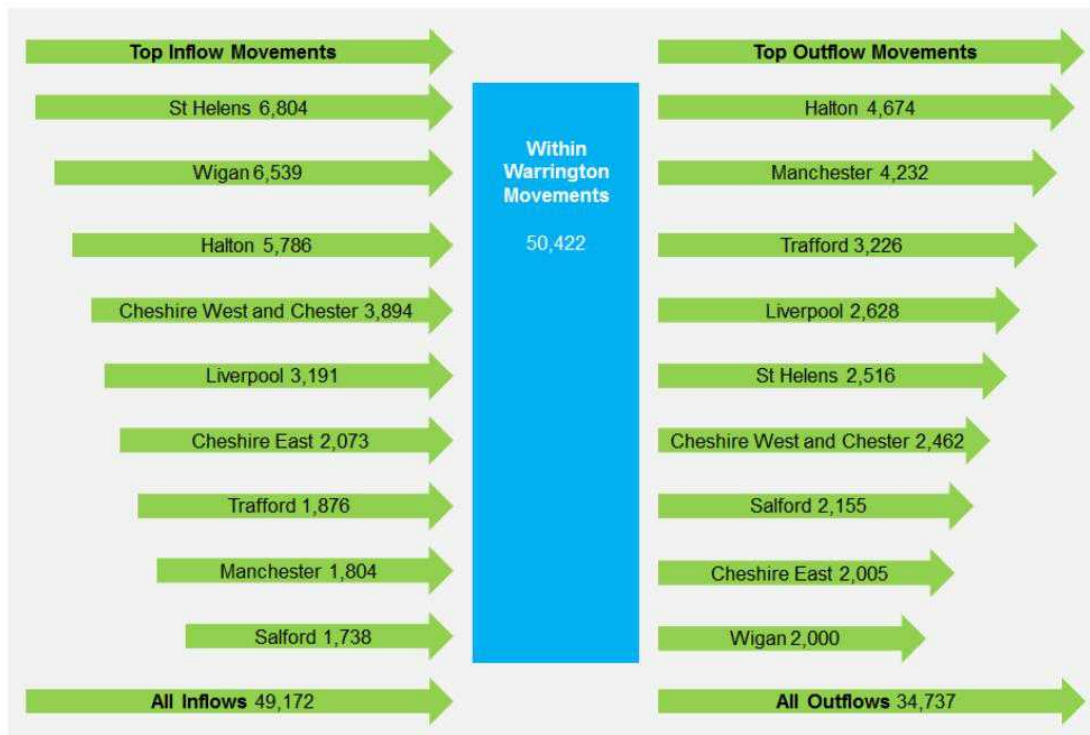 Top Inflow Movements
St Helens 6,804
Wigan 6,539
Halton 5,786
Cheshire West and Chester 3,894
Liverpool 3,191
Cheshire East 2,073
Trafford 1,876
Manchester 1,804
Salford 1,738
All Inflows 49,172
Within
Warrington
Movements
50,422
Top Outflow Movements
Halton 4,674
Manchester 4,232
Trafford 3,226
Liverpool 2,628
St Helens 2,516
Cheshire West and Chester 2,462
Salford 2,155
Cheshire East 2,005
Wigan 2,000
All Outflows 34,737